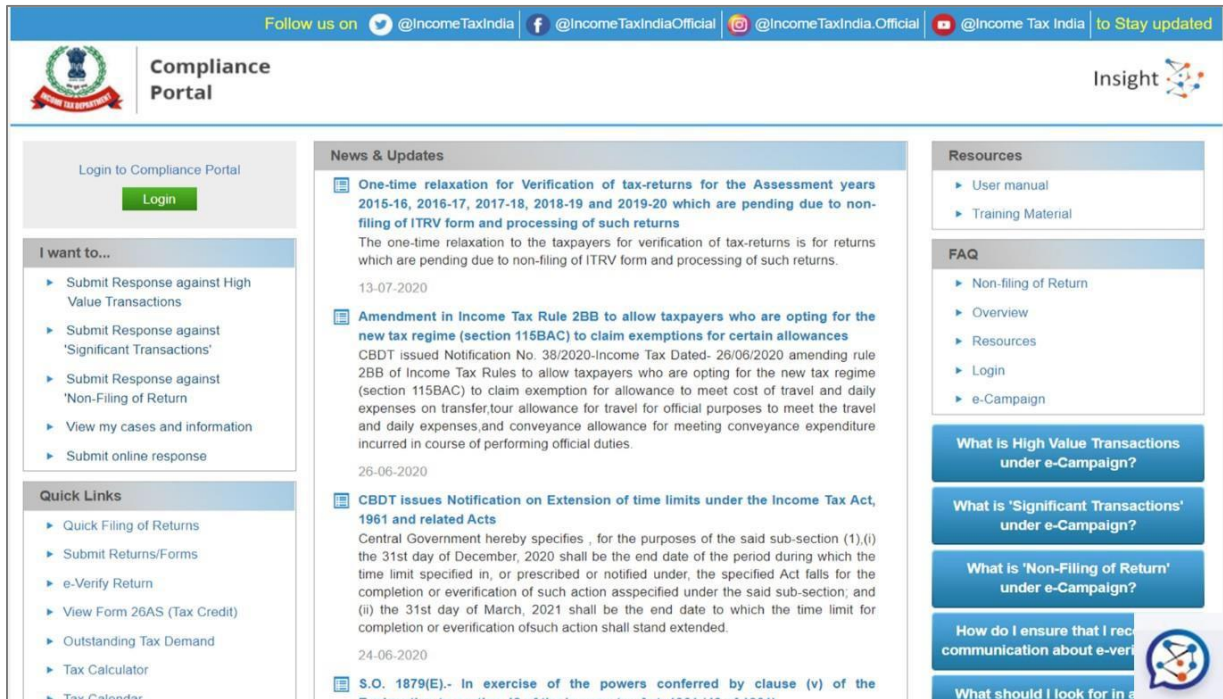 Follow us on @IncomeTaxIndia @IncomeTaxIndiaOfficial @IncomeTaxIndia.Official @Income Tax India to Stay updated
INCOME TAX DEPARTMENT
Compliance
Portal
Insight
Login to Compliance Portal
Login
I want to...
Submit Response against High
Value Transactions
Submit Response against
'Significant Transactions'
Submit Response against
'Non-Filing of Return
View my cases and information
Submit online response
Quick Links
Quick Filing of Returns
Submit Returns/Forms
e-Verify Return
View Form 26AS (Tax Credit)
Outstanding Tax Demand
Tax Calculator
Tax Calendar
News & Updates
One-time relaxation for Verification of tax-returns for the Assessment years
2015-16, 2016-17, 2017-18, 2018-19 and 2019-20 which are pending due to non-
filing of ITRV form and processing of such returns
The one-time relaxation to the taxpayers for verification of tax-returns is for returns
which are pending due to non-filing of ITRV form and processing of such returns.
13-07-2020
Amendment in Income Tax Rule 2BB to allow taxpayers who are opting for the
new tax regime (section 115BAC) to claim exemptions for certain allowances
CBDT issued Notification No. 38/2020-Income Tax Dated- 26/06/2020 amending rule
2BB of Income Tax Rules to allow taxpayers who are opting for the new tax regime
(section 115BAC) to claim exemption for allowance to meet cost of travel and daily
expenses on transfer,tour allowance for travel for official purposes to meet the travel
and daily expenses,and conveyance allowance for meeting conveyance expenditure
incurred in course of performing official duties.
26-06-2020
CBDT issues Notification on Extension of time limits under the Income Tax Act,
1961 and related Acts
Central Government hereby specifies , for the purposes of the said sub-section (1),(i)
the 31st day of December, 2020 shall be the end date of the period during which the
time limit specified in, or prescribed or notified under, the specified Act falls for the
completion or everification of such action asspecified under the said sub-section; and
(ii) the 31st day of March, 2021 shall be the end date to which the time limit for
completion or everification ofsuch action shall stand extended.
24-06-2020
S.O. 1879(E).- In exercise of the powers conferred by clause (v) of the
Resources
User manual
Training Material
FAQ
Non-filing of Return
Overview
Resources
Login
e-Campaign
What is High Value Transactions
under e-Campaign?
What is 'Significant Transactions'
under e-Campaign?
What is 'Non-Filing of Return'
under e-Campaign?
How do I ensure that I rec
communication about e-veri
What should I look for in a